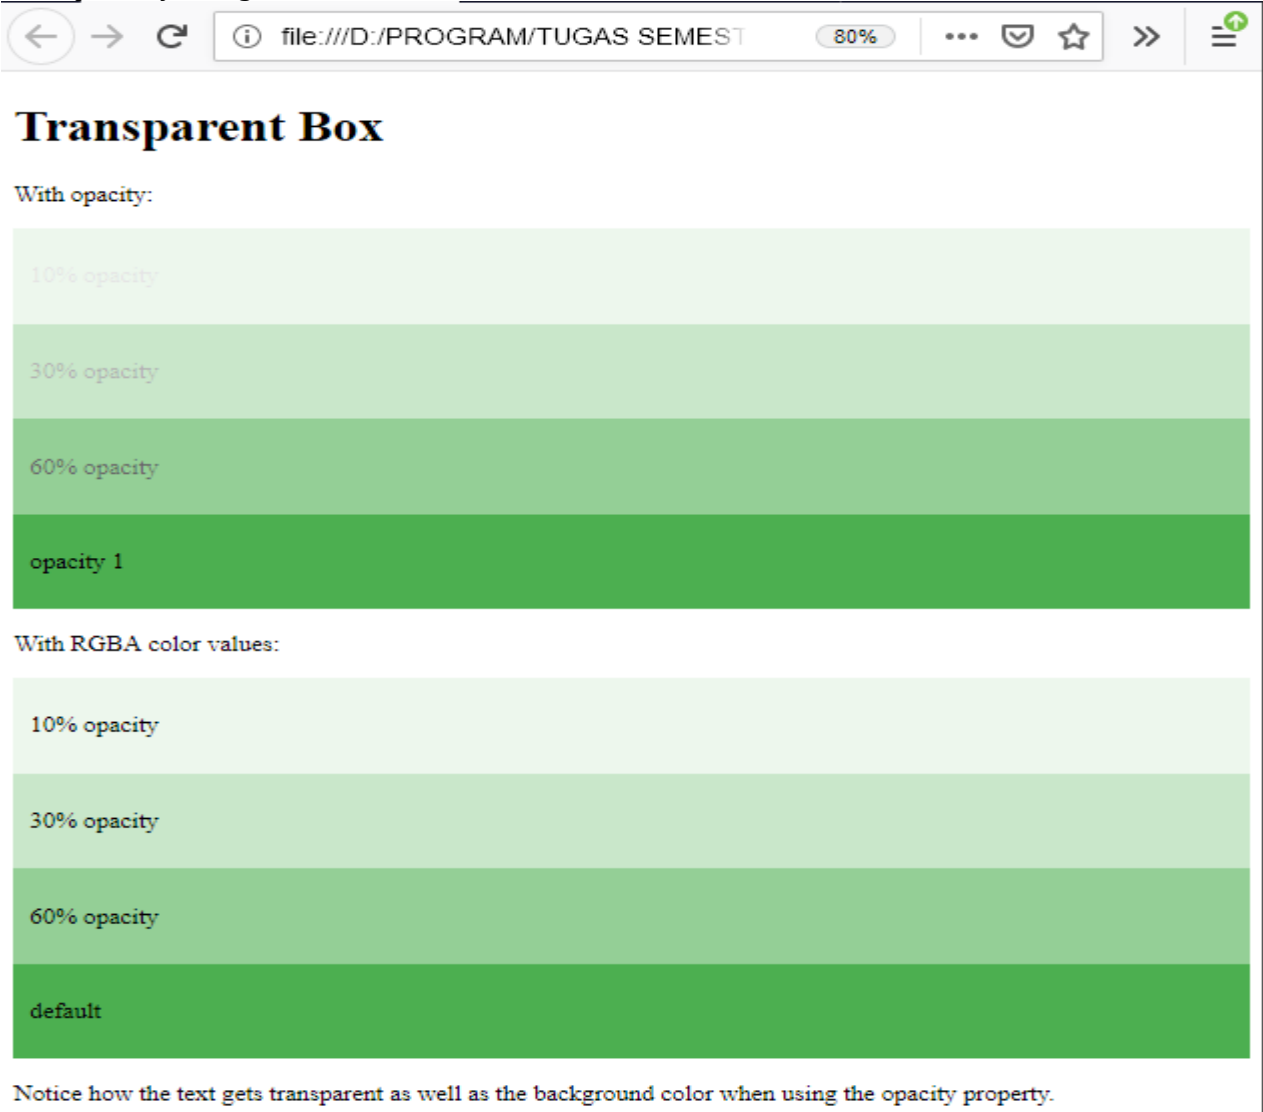 file:///D:/PROGRAM/TUGAS SEMEST
80%
Transparent Box
With opacity:
10% opacity
30% opacity
60% opacity
opacity 1
With RGBA color values:
10% opacity
30% opacity
60% opacity
default
Notice how the text gets transparent as well as the background color when using the opacity property.